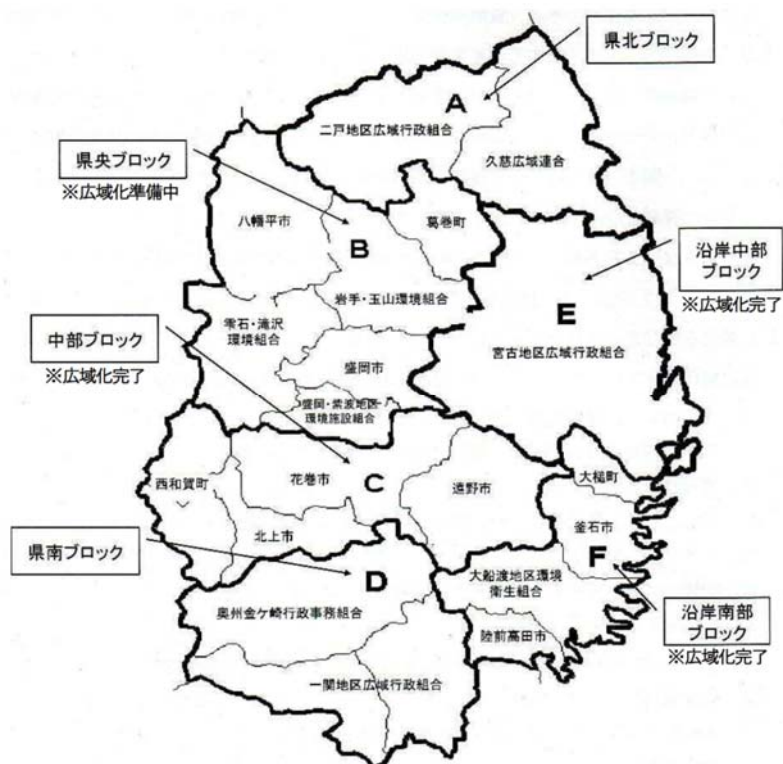 県北ブロック
A
二戸地区広域行政組合
久慈広域連合
県央ブロック
※広域化準備中
八幡平市
葛巻町
B
岩手・玉山環境組合
雫石・滝沢
環境組合
盛岡市
盛岡・紫波地区
環境施設組合
沿岸中部
ブロック
※広域化完了
E
宮古地区広域行政組合
中部ブロック
※広域化完了
西和賀町
花巻市
C
遠野市
北上市
大槌町
釜石市
F
大船渡地区環境
衛生組合
陸前高田市
沿岸南部
ブロック
※広域化完了
県南ブロック
D
奥州金ケ崎行政事務組合
一関地区広域行政組合